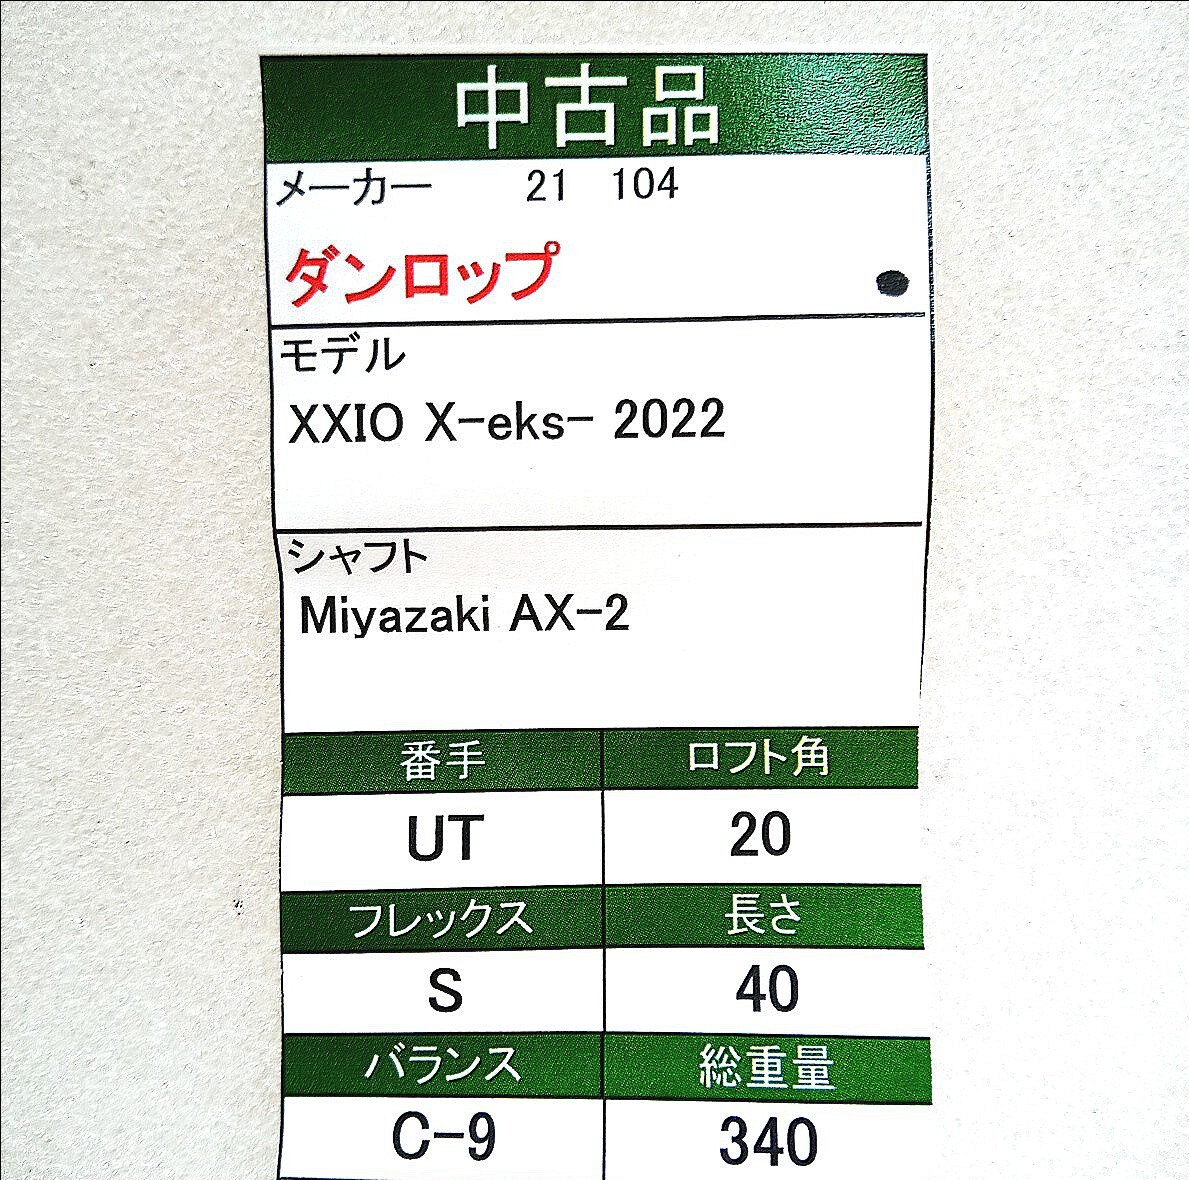 中古品
メーカー 21 104
ダンロップ
モデル
XXIO X-eks- 2022
シャフト
Miyazaki AX-2
番手 ロフト角
UT 20
フレックス 長さ
S 40
バランス 総重量
C-9 340